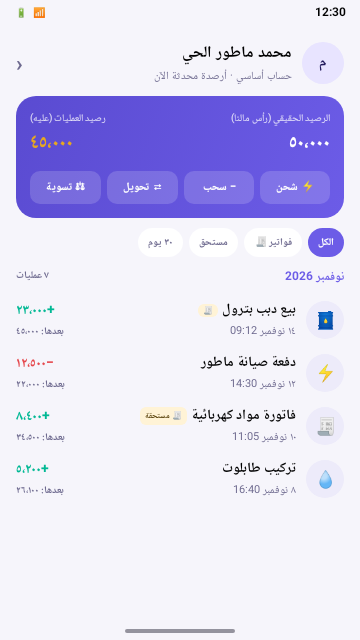 12:30
محمد ماطور الحي
حساب أساسي · أرصدة محدثة الآن
الرصيد الحقيقي (رأس مالنا)
رصيد العمليات (عليه)
٥٠,٠٠٠
٤٥,٠٠٠
⚡ شحن
− سحب
⇄ تحويل
⚖ تسوية
الكل
فواتير 🧾
مستحق
٣٠ يوم
نوفمبر 2026
٧ عمليات
بيع دبب بترول 🧾
+٢٣,٠٠٠
١٤ نوفمبر 09:12
بعدها: ٤٥,٠٠٠
دفعة صيانة ماطور
−١٢,٥٠٠
١٢ نوفمبر 14:30
بعدها: ٢٢,٠٠٠
فاتورة مواد كهربائية 🧾 مستحقة
+٨,٤٠٠
١٠ نوفمبر 11:05
بعدها: ٣٤,٥٠٠
تركيب طابلوت
+٥,٢٠٠
٨ نوفمبر 16:40
بعدها: ٢٦,١٠٠